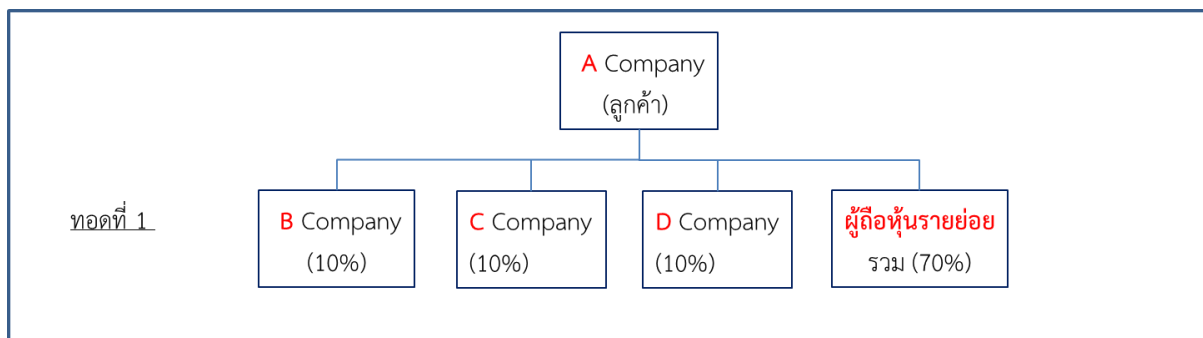 A Company
(ลูกค้า)
ทอดที่ 1
B Company
(10%)
C Company
(10%)
D Company
(10%)
ผู้ถือหุ้นรายย่อย
รวม (70%)